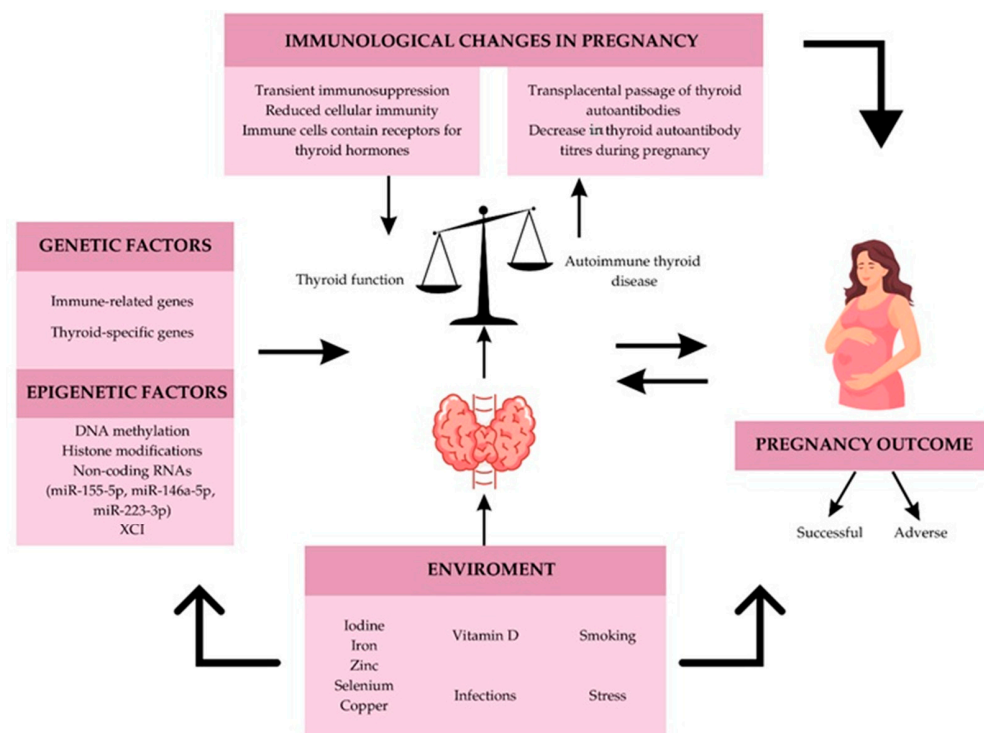 IMMUNOLOGICAL CHANGES IN PREGNANCY
Transient immunosuppression
Reduced cellular immunity
Immune cells contain receptors for
thyroid hormones
Transplacental passage of thyroid
autoantibodies
Decrease in thyroid autoantibody
titres during pregnancy
GENETIC FACTORS
Immune-related genes
Thyroid-specific genes
EPIGENETIC FACTORS
DNA methylation
Histone modifications
Non-coding RNAs
(miR-155-5p, miR-146a-5p,
miR-223-3p)
XCI
Thyroid function
Autoimmune thyroid
disease
PREGNANCY OUTCOME
Successful
Adverse
ENVIROMENT
Iodine
Iron
Zinc
Selenium
Copper
Vitamin D
Infections
Smoking
Stress